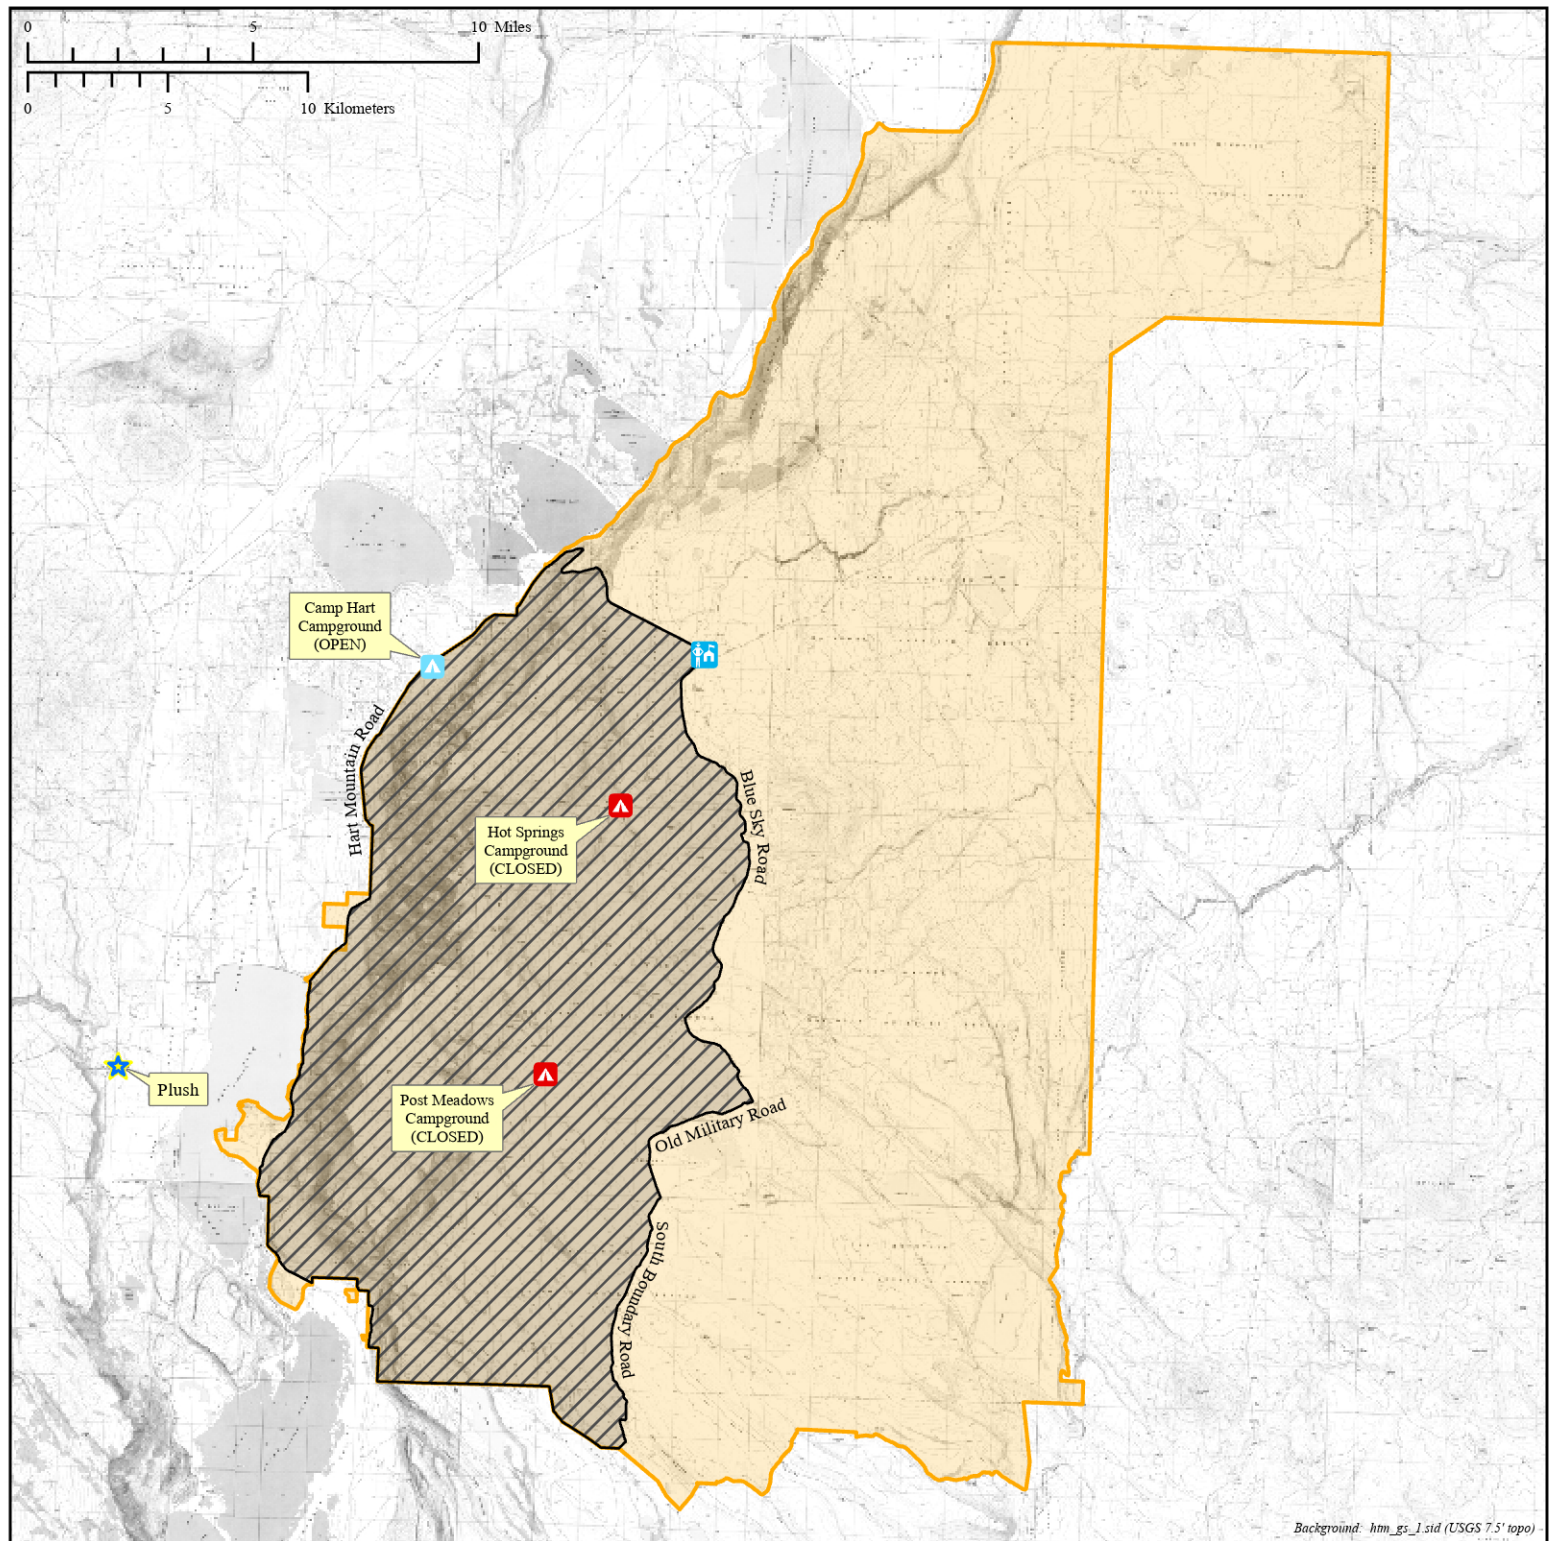 0 5 10 Miles
0 5 10 Kilometers
Camp Hart
Campground
(OPEN)
Hart Mountain Road
Hot Springs
Campground
(CLOSED)
Blue Sky Road
Plush
Post Meadows
Campground
(CLOSED)
Old Military Road
South Boundary Road
Background: htm_gs_1.sid (USGS 7.5' topo)